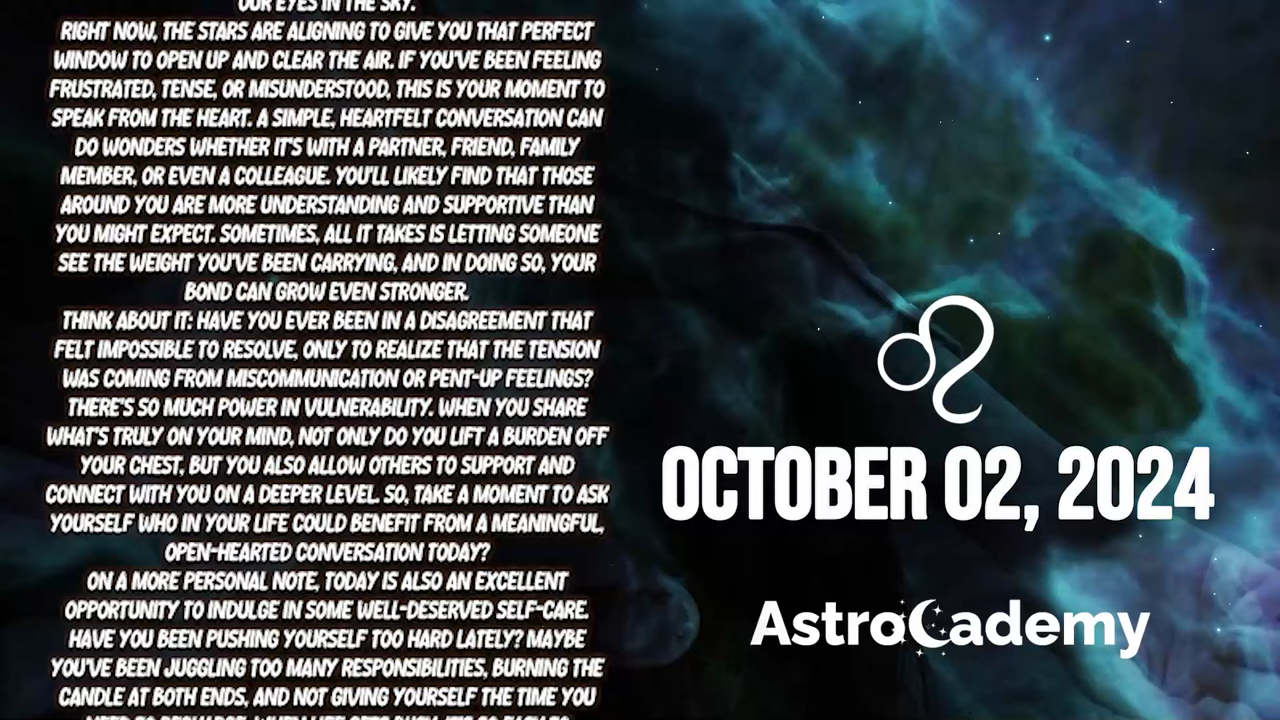 OUR EYES IN THE SKY.
RIGHT NOW, THE STARS ARE ALIGNING TO GIVE YOU THAT PERFECT
WINDOW TO OPEN UP AND CLEAR THE AIR. IF YOU'VE BEEN FEELING
FRUSTRATED, TENSE, OR MISUNDERSTOOD, THIS IS YOUR MOMENT TO
SPEAK FROM THE HEART. A SIMPLE, HEARTFELT CONVERSATION CAN
DO WONDERS WHETHER IT'S WITH A PARTNER, FRIEND, FAMILY
MEMBER, OR EVEN A COLLEAGUE. YOU'LL LIKELY FIND THAT THOSE
AROUND YOU ARE MORE UNDERSTANDING AND SUPPORTIVE THAN
YOU MIGHT EXPECT. SOMETIMES, ALL IT TAKES IS LETTING SOMEONE
SEE THE WEIGHT YOU'VE BEEN CARRYING, AND IN DOING SO, YOUR
BOND CAN GROW EVEN STRONGER.
THINK ABOUT IT: HAVE YOU EVER BEEN IN A DISAGREEMENT THAT
FELT IMPOSSIBLE TO RESOLVE, ONLY TO REALIZE THAT THE TENSION
WAS COMING FROM MISCOMMUNICATION OR PENT-UP FEELINGS?
THERE'S SO MUCH POWER IN VULNERABILITY. WHEN YOU SHARE
WHAT'S TRULY ON YOUR MIND, NOT ONLY DO YOU LIFT A BURDEN OFF
YOUR CHEST, BUT YOU ALSO ALLOW OTHERS TO SUPPORT AND
CONNECT WITH YOU ON A DEEPER LEVEL. SO, TAKE A MOMENT TO ASK
YOURSELF WHO IN YOUR LIFE COULD BENEFIT FROM A MEANINGFUL,
OPEN-HEARTED CONVERSATION TODAY?
ON A MORE PERSONAL NOTE, TODAY IS ALSO AN EXCELLENT
OPPORTUNITY TO INDULGE IN SOME WELL-DESERVED SELF-CARE.
HAVE YOU BEEN PUSHING YOURSELF TOO HARD LATELY? MAYBE
YOU'VE BEEN JUGGLING TOO MANY RESPONSIBILITIES, BURNING THE
CANDLE AT BOTH ENDS, AND NOT GIVING YOURSELF THE TIME YOU
♌
OCTOBER 02, 2024
AstroCademy